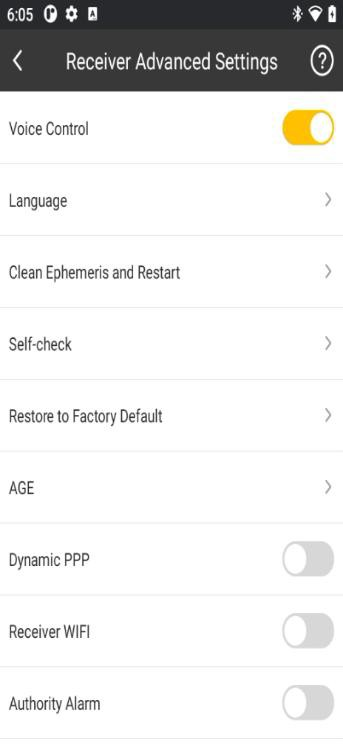 6:05
Receiver Advanced Settings
Voice Control
Language
Clean Ephemeris and Restart
Self-check
Restore to Factory Default
AGE
Dynamic PPP
Receiver WIFI
Authority Alarm